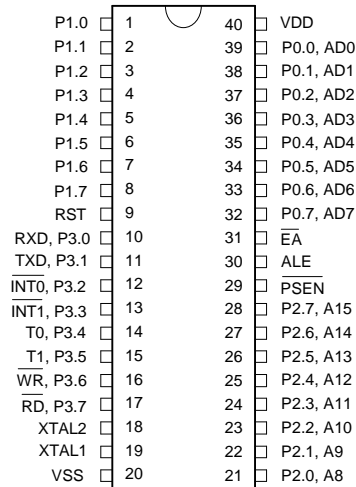 P1.0 1 40 VDD
P1.1 2 39 P0.0, AD0
P1.2 3 38 P0.1, AD1
P1.3 4 37 P0.2, AD2
P1.4 5 36 P0.3, AD3
P1.5 6 35 P0.4, AD4
P1.6 7 34 P0.5, AD5
P1.7 8 33 P0.6, AD6
RST 9 32 P0.7, AD7
RXD, P3.0 10 31 EA
TXD, P3.1 11 30 ALE
INT0, P3.2 12 29 PSEN
INT1, P3.3 13 28 P2.7, A15
T0, P3.4 14 27 P2.6, A14
T1, P3.5 15 26 P2.5, A13
WR, P3.6 16 25 P2.4, A12
RD, P3.7 17 24 P2.3, A11
XTAL2 18 23 P2.2, A10
XTAL1 19 22 P2.1, A9
VSS 20 21 P2.0, A8